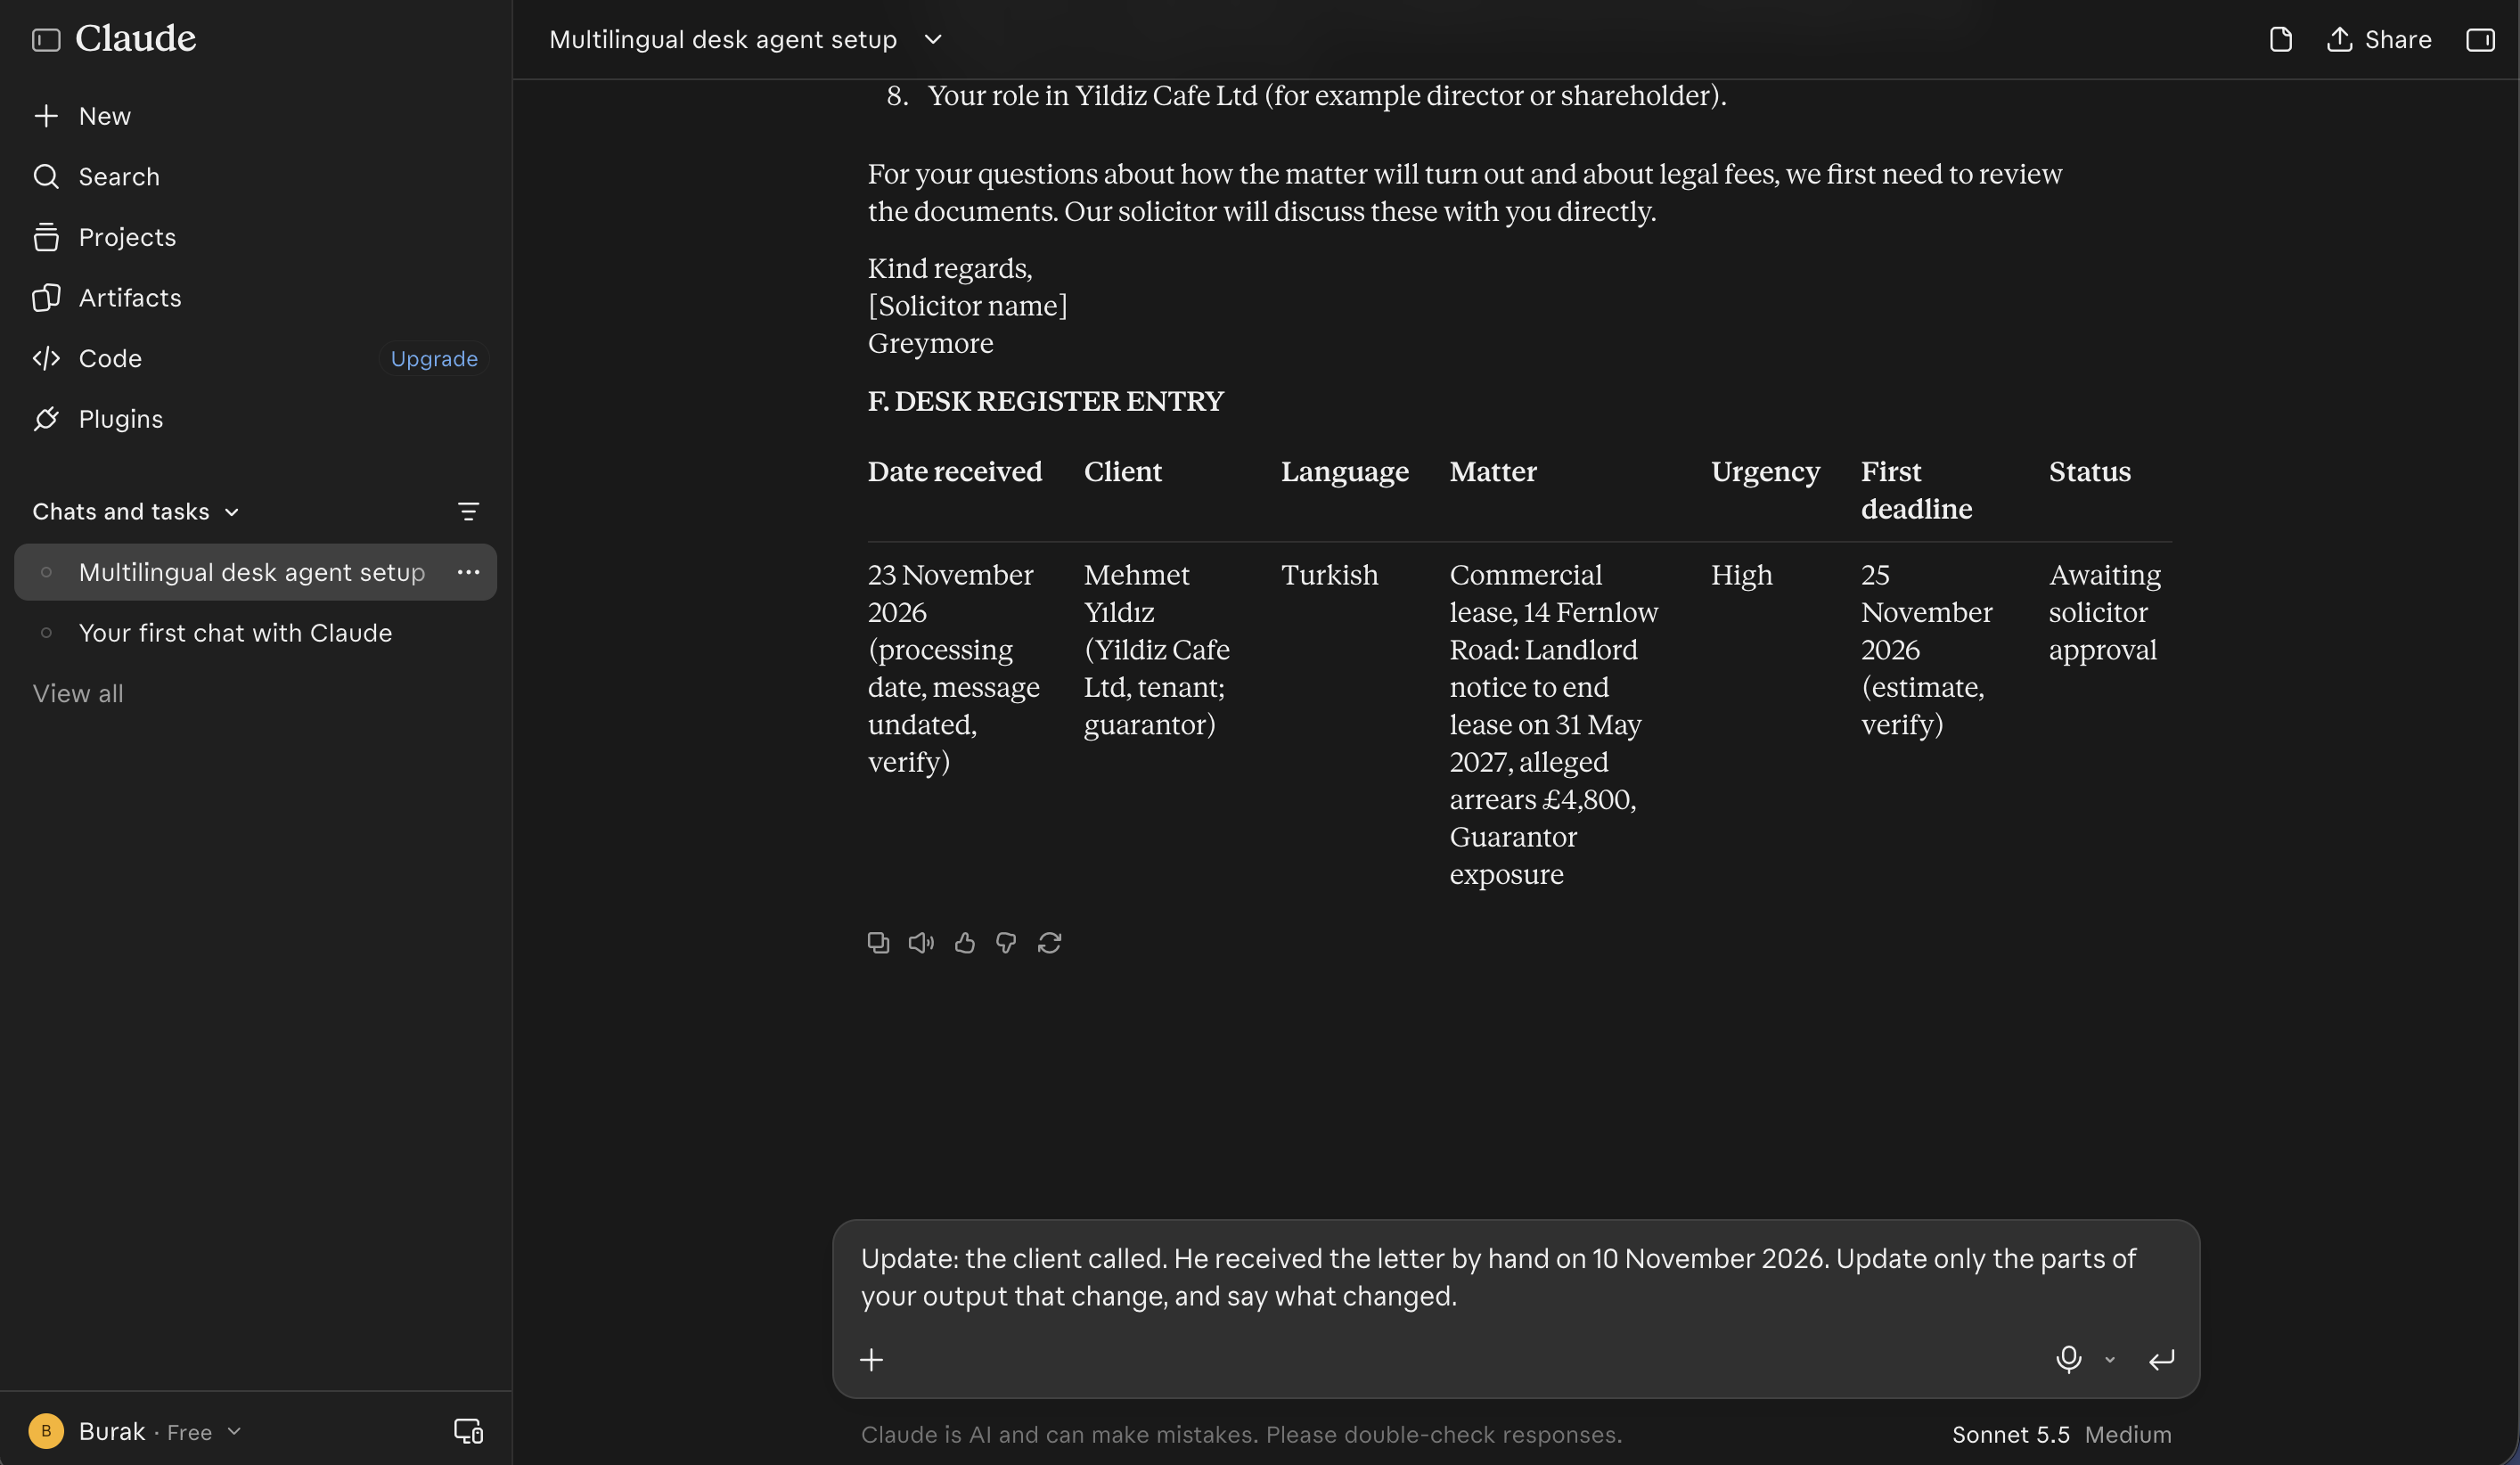 Claude
New
Search
Projects
Artifacts
Code
Upgrade
Plugins
Chats and tasks
Multilingual desk agent setup
Your first chat with Claude
View all
B
Burak · Free
Multilingual desk agent setup
Share
8. Your role in Yildiz Cafe Ltd (for example director or shareholder).
For your questions about how the matter will turn out and about legal fees, we first need to review
the documents. Our solicitor will discuss these with you directly.
Kind regards,
[Solicitor name]
Greymore
F. DESK REGISTER ENTRY
Date received
Client
Language
Matter
Urgency
First
deadline
Status
23 November
2026
(processing
date, message
undated,
verify)
Mehmet
Yıldız
(Yildiz Cafe
Ltd, tenant;
guarantor)
Turkish
Commercial
lease, 14 Fernlow
Road: Landlord
notice to end
lease on 31 May
2027, alleged
arrears £4,800,
Guarantor
exposure
High
25
November
2026
(estimate,
verify)
Awaiting
solicitor
approval
Update: the client called. He received the letter by hand on 10 November 2026. Update only the parts of
your output that change, and say what changed.
Claude is AI and can make mistakes. Please double-check responses.
Sonnet 5.5 Medium